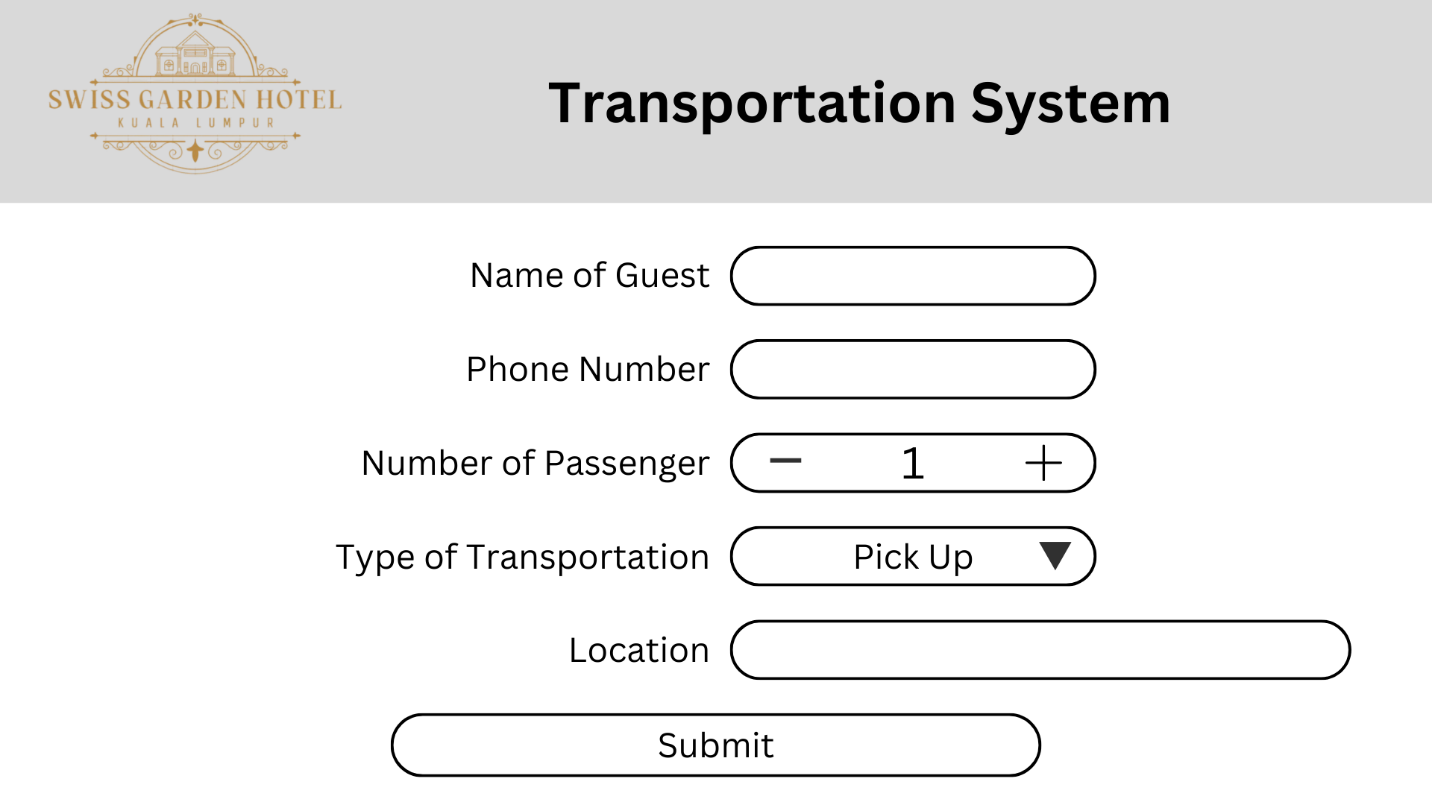 SWISS GARDEN HOTEL
KUALA LUMPUR
Transportation System
Name of Guest
Phone Number
Number of Passenger
1
Type of Transportation
Pick Up
Location
Submit